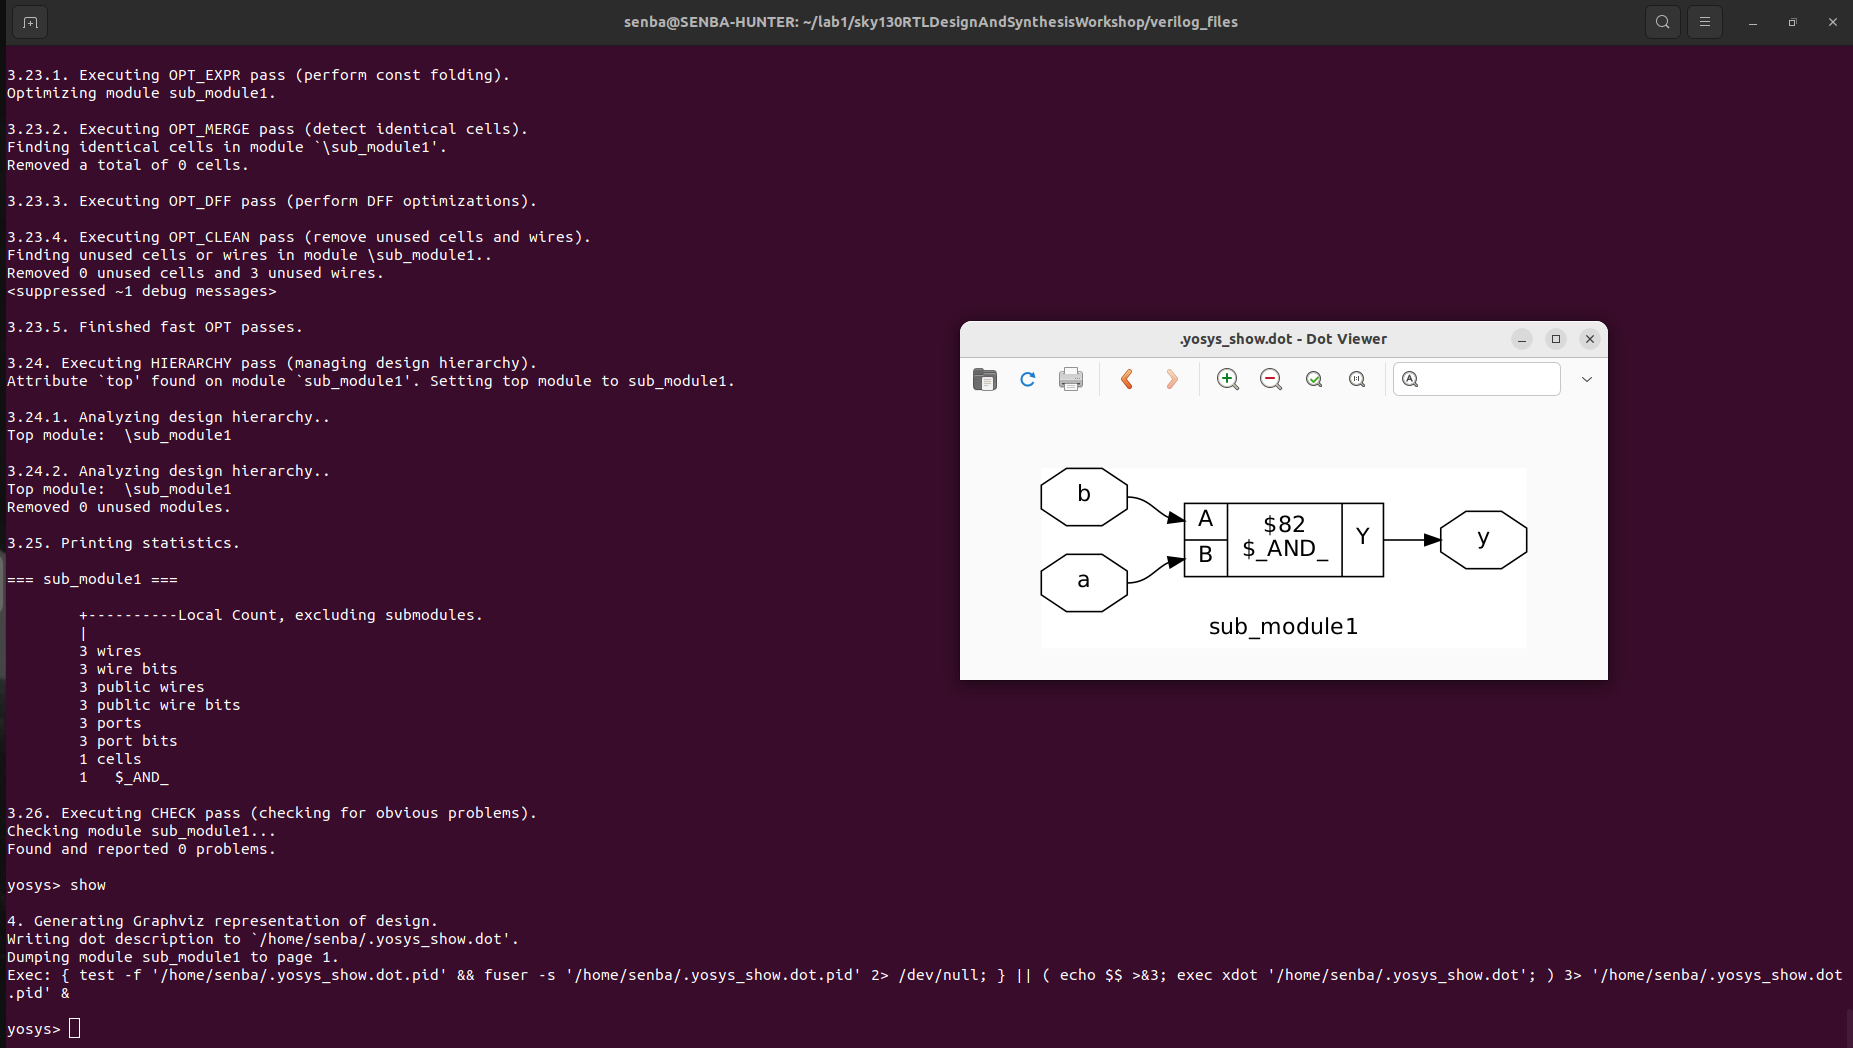 senba@SENBA-HUNTER: ~/lab1/sky130RTLDesignAndSynthesisWorkshop/verilog_files
3.23.1. Executing OPT_EXPR pass (perform const folding).
Optimizing module sub_module1.
3.23.2. Executing OPT_MERGE pass (detect identical cells).
Finding identical cells in module `\sub_module1'.
Removed a total of 0 cells.
3.23.3. Executing OPT_DFF pass (perform DFF optimizations).
3.23.4. Executing OPT_CLEAN pass (remove unused cells and wires).
Finding unused cells or wires in module \sub_module1..
Removed 0 unused cells and 3 unused wires.
<suppressed ~1 debug messages>
3.23.5. Finished fast OPT passes.
3.24. Executing HIERARCHY pass (managing design hierarchy).
Attribute `top' found on module `sub_module1'. Setting top module to sub_module1.
3.24.1. Analyzing design hierarchy..
Top module:  \sub_module1
3.24.2. Analyzing design hierarchy..
Top module:  \sub_module1
Removed 0 unused modules.
3.25. Printing statistics.
=== sub_module1 ===
+----------Local Count, excluding submodules.
|
3 wires
3 wire bits
3 public wires
3 public wire bits
3 ports
3 port bits
1 cells
1   $_AND_
3.26. Executing CHECK pass (checking for obvious problems).
Checking module sub_module1...
Found and reported 0 problems.
yosys> show
4. Generating Graphviz representation of design.
Writing dot description to `/home/senba/.yosys_show.dot'.
Dumping module sub_module1 to page 1.
Exec: { test -f '/home/senba/.yosys_show.dot.pid' && fuser -s '/home/senba/.yosys_show.dot.pid' 2> /dev/null; } || ( echo $$ >&3; exec xdot '/home/senba/.yosys_show.dot'; ) 3> '/home/senba/.yosys_show.dot
.pid' &
yosys>
.yosys_show.dot - Dot Viewer
b
a
A
B
$82
$_AND_
Y
y
sub_module1